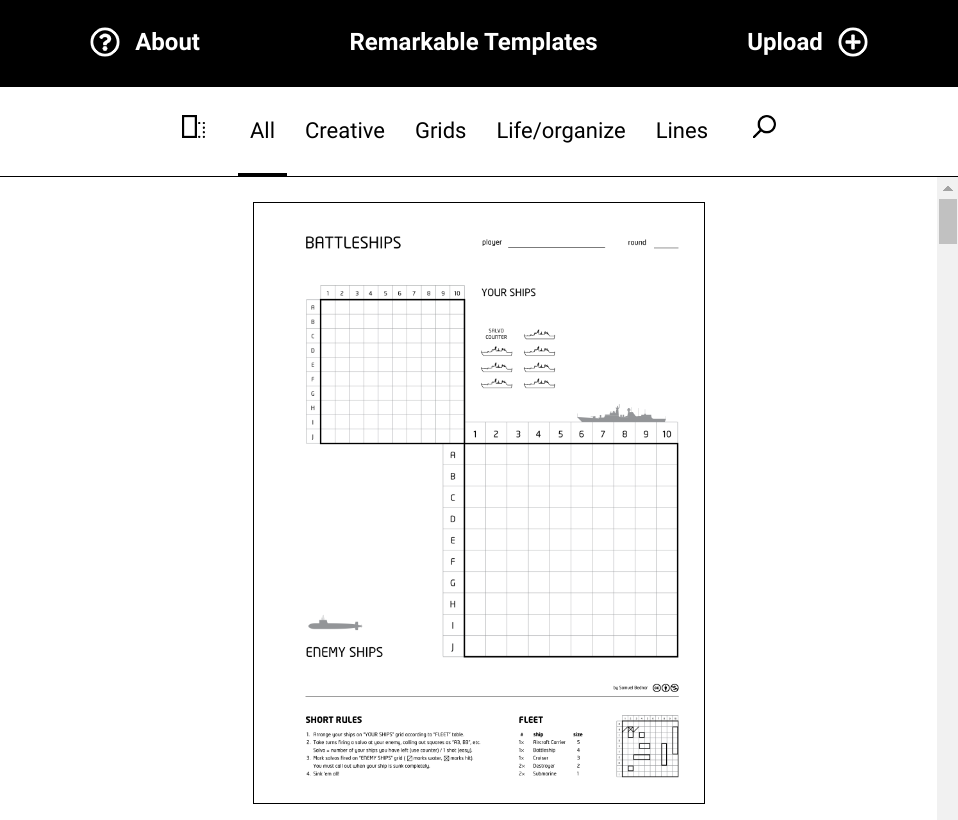 About Remarkable Templates Upload
All Creative Grids Life/organize Lines
BATTLESHIPS player round
1 2 3 4 5 6 7 8 9 10
YOUR SHIPS
A
B
C
D
E
F
G
H
I
J
SALVO
COUNTER
1 2 3 4 5 6 7 8 9 10
A
B
C
D
E
F
G
H
I
J
ENEMY SHIPS
by Samuel Bednar
SHORT RULES
1. Arrange your ships on "YOUR SHIPS" grid according to "FLEET" table.
2. Take turns firing a salvo at your enemy, calling out squares as "A3, B3", etc.
Salvo = number of your ships you have left (use counter) / 1 shot (easy).
3. Mark salvos fired on "ENEMY SHIPS" grid ( marks water, marks hit).
You must call out when your ship is sunk completely.
4. Sink 'em all!
FLEET
# ship size
1x Aircraft Carrier 5
1x Battleship 4
1x Cruiser 3
2x Destroyer 2
2x Submarine 1